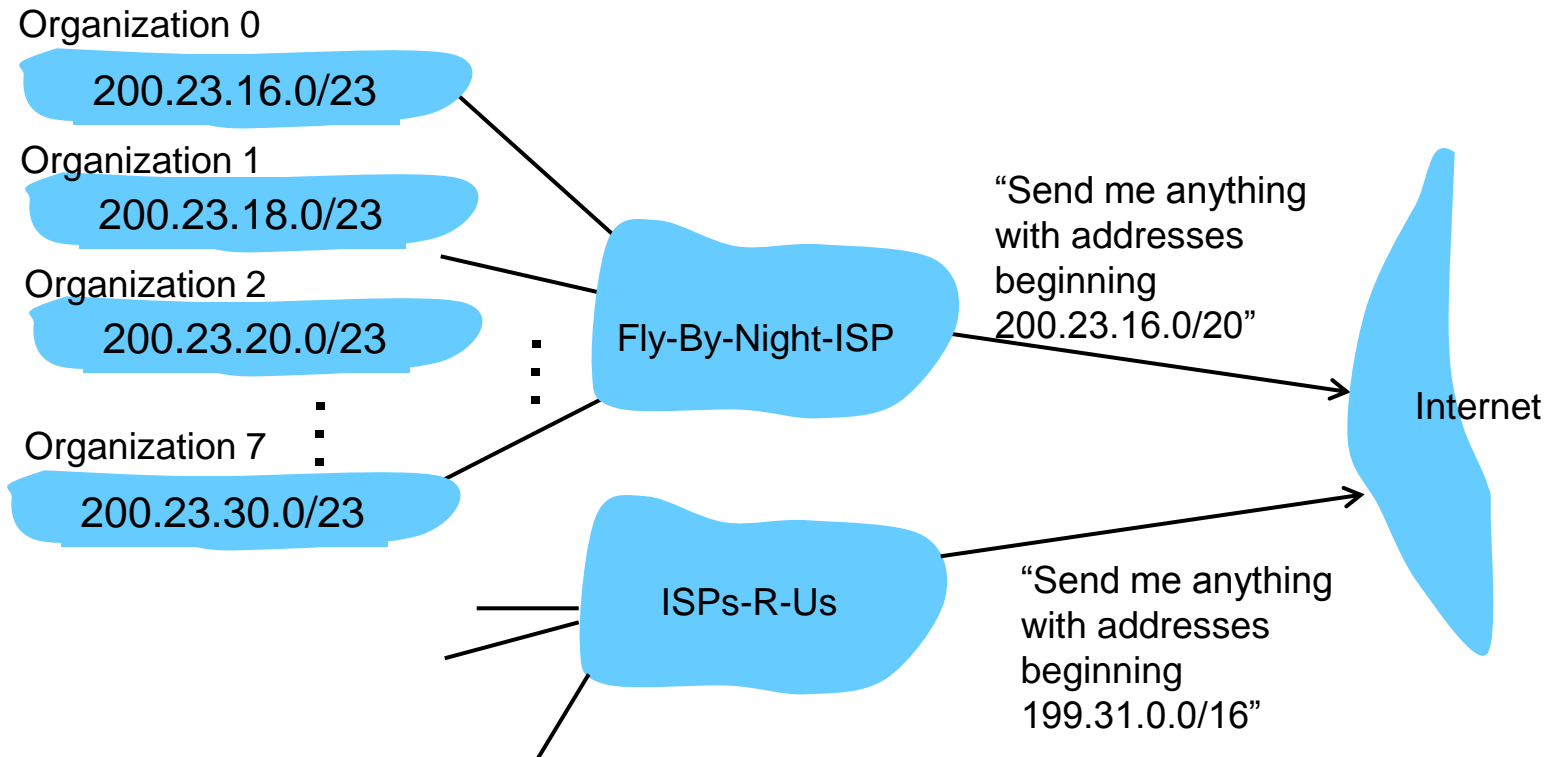 Organization 0
200.23.16.0/23
Organization 1
200.23.18.0/23
Organization 2
200.23.20.0/23
Organization 7
200.23.30.0/23
Fly-By-Night-ISP
ISPs-R-Us
“Send me anything
with addresses
beginning
200.23.16.0/20”
“Send me anything
with addresses
beginning
199.31.0.0/16”
Internet